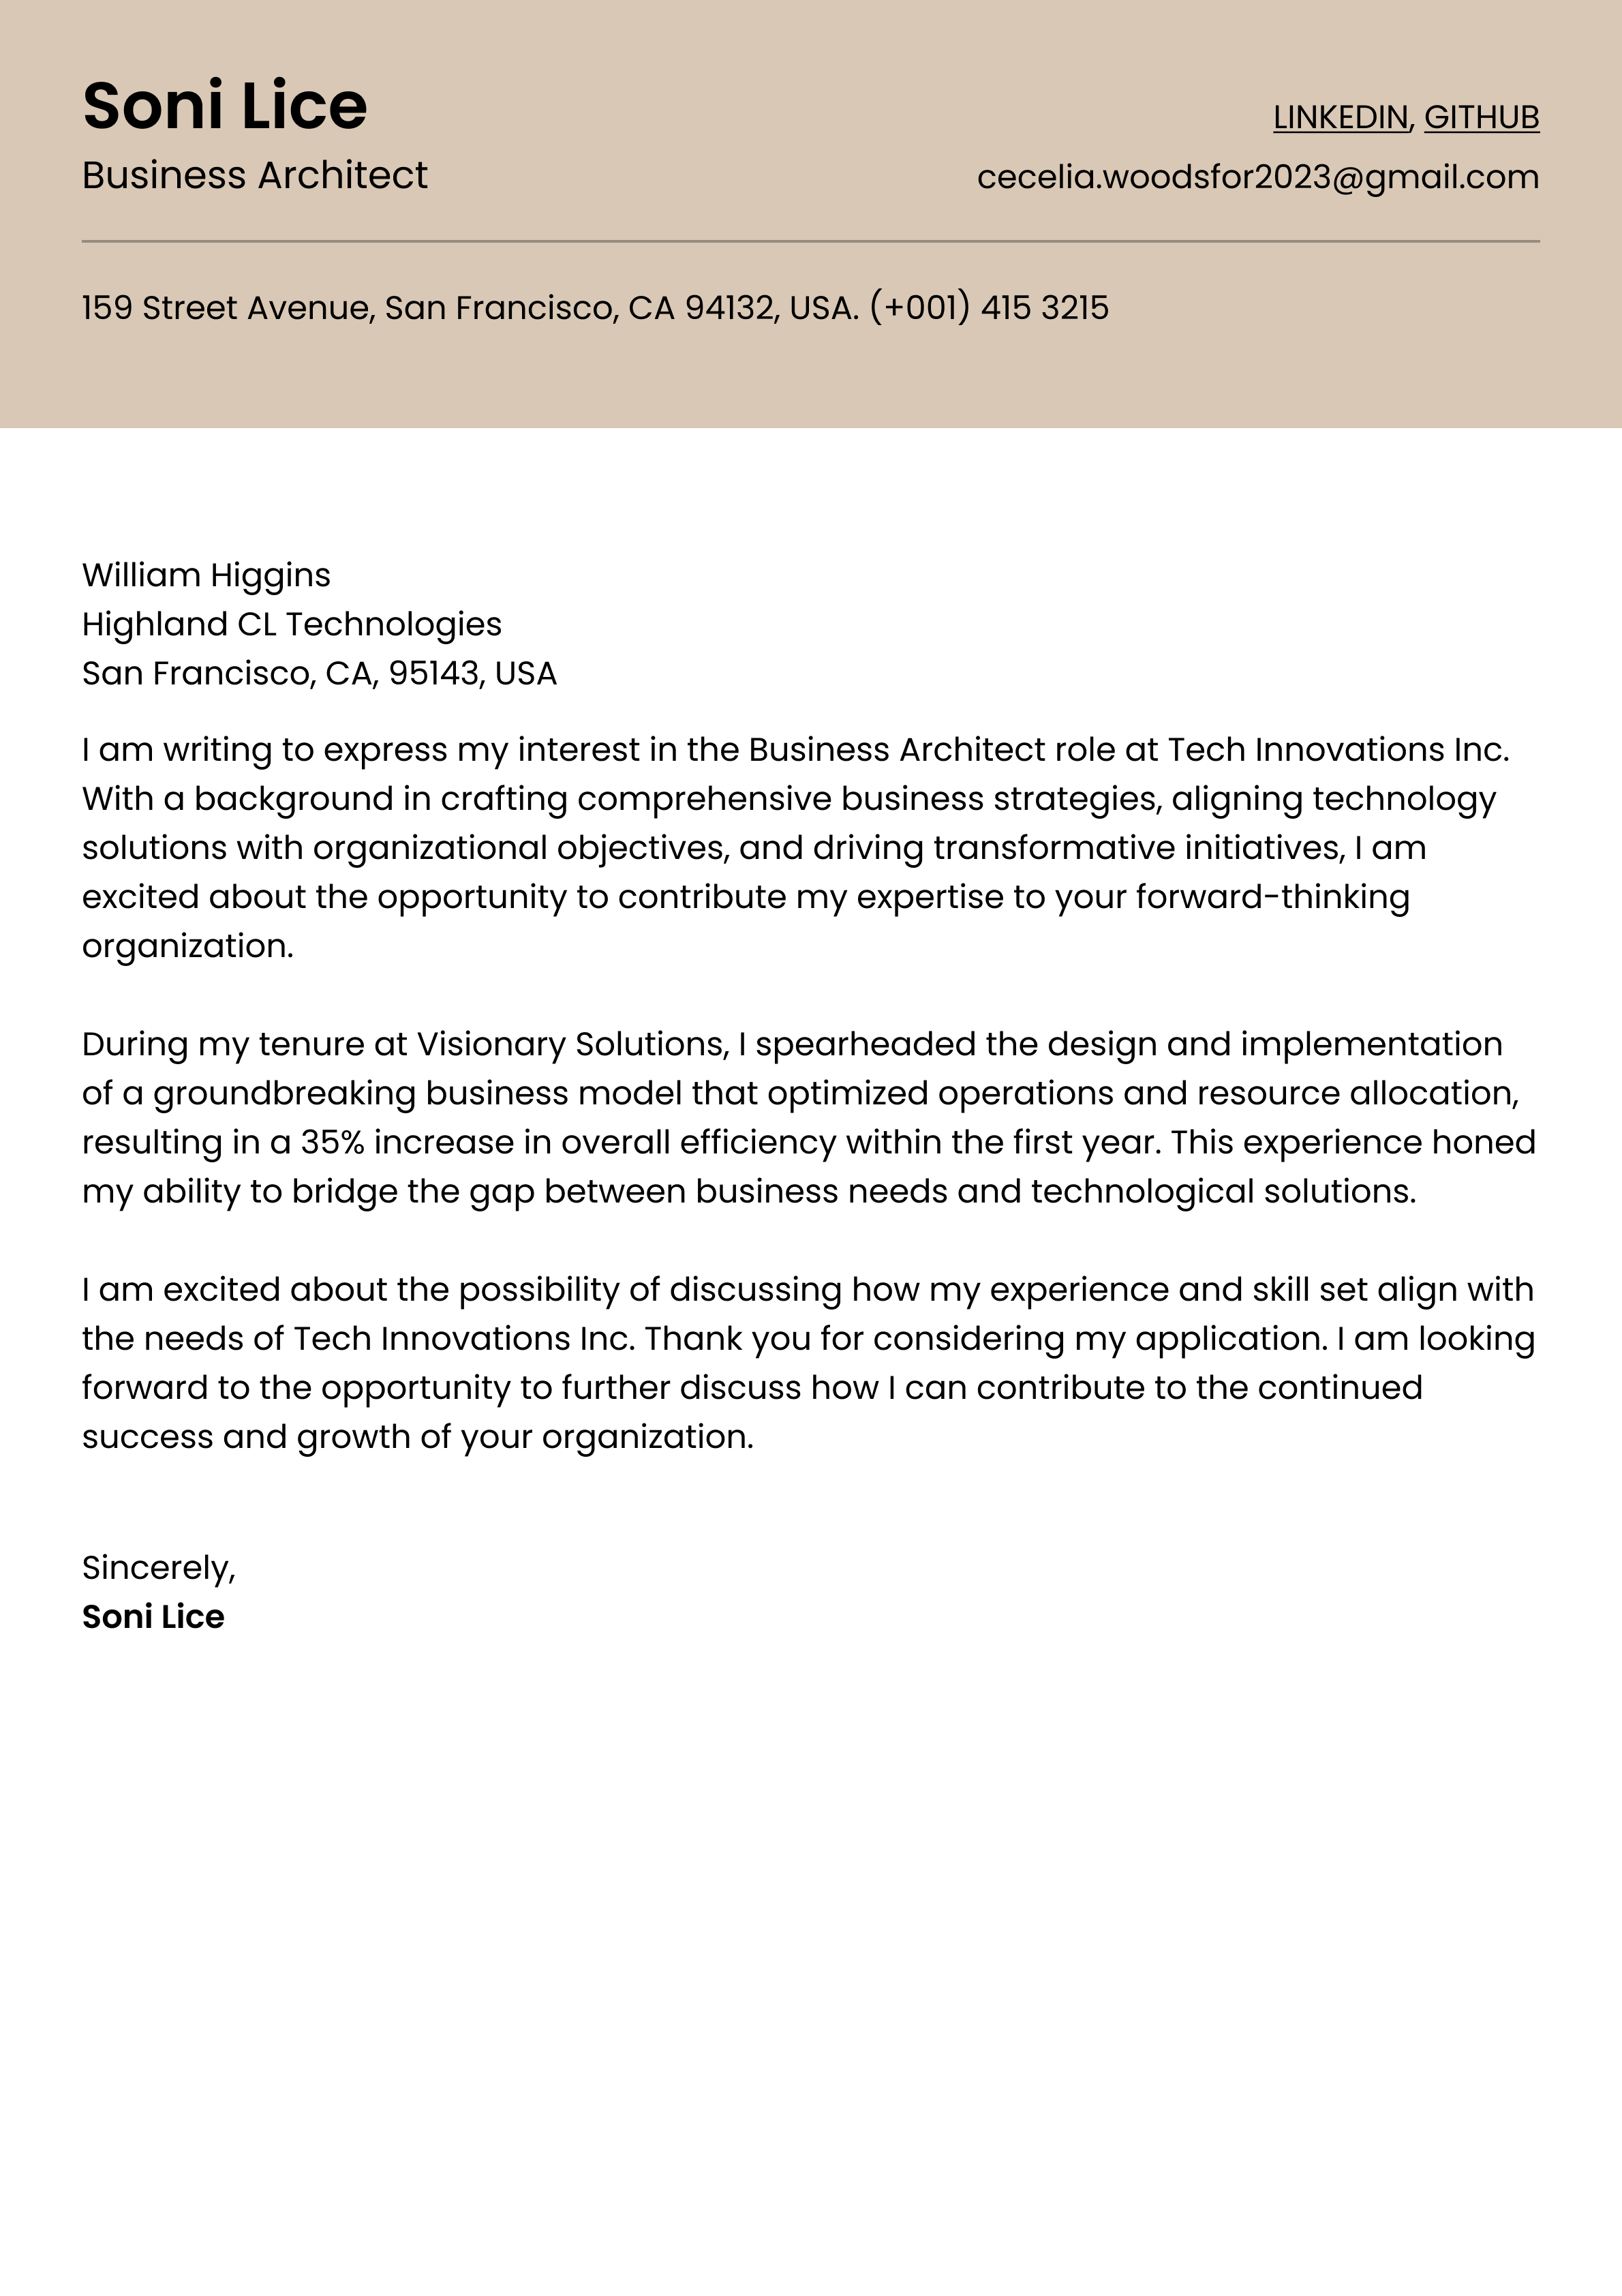 Soni Lice
LINKEDIN, GITHUB
Business Architect
cecelia.woodsfor2023@gmail.com
159 Street Avenue, San Francisco, CA 94132, USA. (+001) 415 3215
William Higgins
Highland CL Technologies
San Francisco, CA, 95143, USA
I am writing to express my interest in the Business Architect role at Tech Innovations Inc.
With a background in crafting comprehensive business strategies, aligning technology
solutions with organizational objectives, and driving transformative initiatives, I am
excited about the opportunity to contribute my expertise to your forward-thinking
organization.
During my tenure at Visionary Solutions, I spearheaded the design and implementation
of a groundbreaking business model that optimized operations and resource allocation,
resulting in a 35% increase in overall efficiency within the first year. This experience honed
my ability to bridge the gap between business needs and technological solutions.
I am excited about the possibility of discussing how my experience and skill set align with
the needs of Tech Innovations Inc. Thank you for considering my application. I am looking
forward to the opportunity to further discuss how I can contribute to the continued
success and growth of your organization.
Sincerely,
Soni Lice